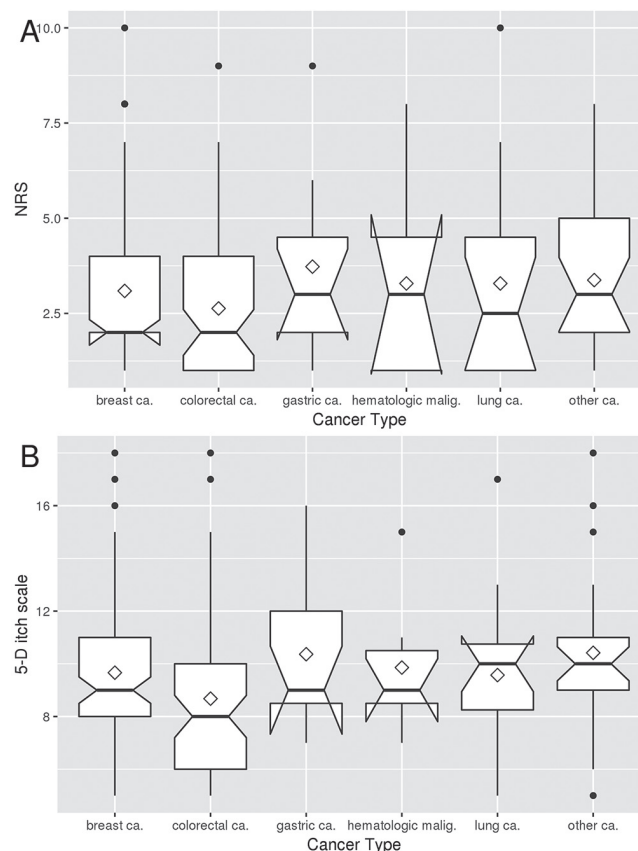 A
10.0
7.5
5.0
2.5
NRS
breast ca. colorectal ca. gastric ca. hematologic malig. lung ca. other ca.
Cancer Type
B
16
12
8
5-D itch scale
breast ca. colorectal ca. gastric ca. hematologic malig. lung ca. other ca.
Cancer Type